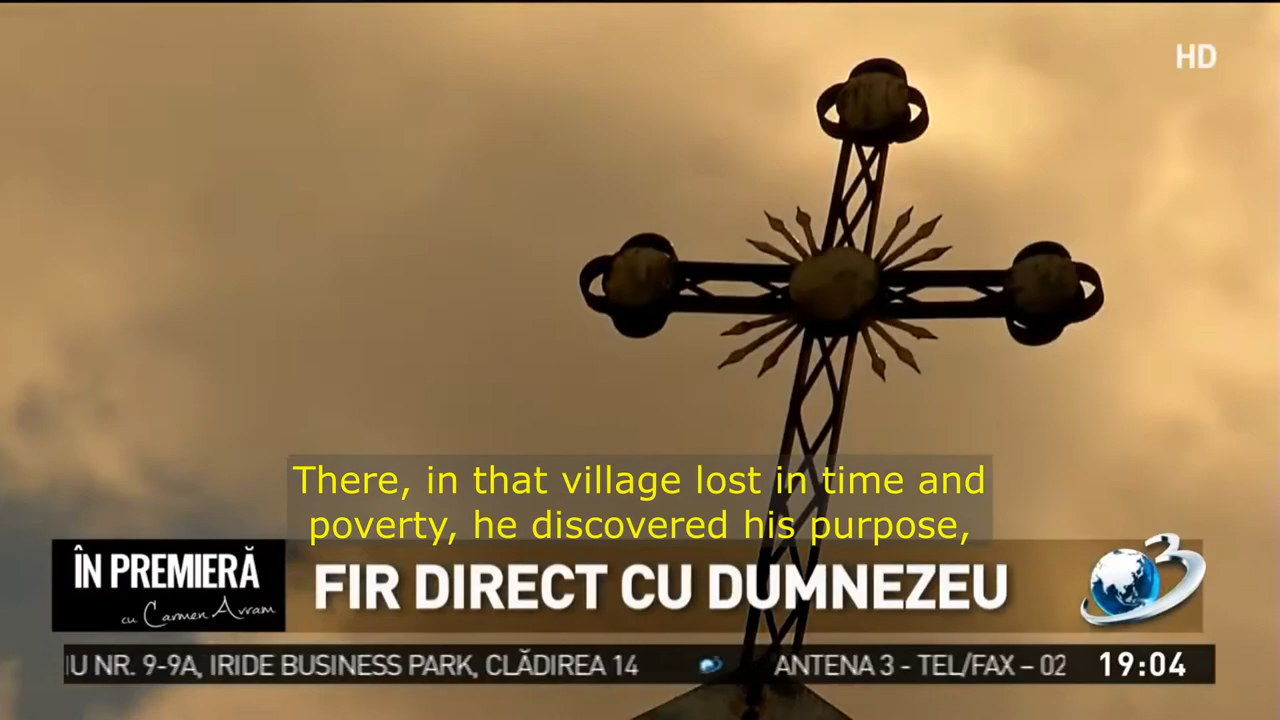 HD
There, in that village lost in time and
poverty, he discovered his purpose,
ÎN PREMIERĂ
cu Carmen Avram
FIR DIRECT CU DUMNEZEU
3
IU NR. 9-9A, IRIDE BUSINESS PARK, CLĂDIREA 14 ANTENA 3 - TEL/FAX – 02 19:04